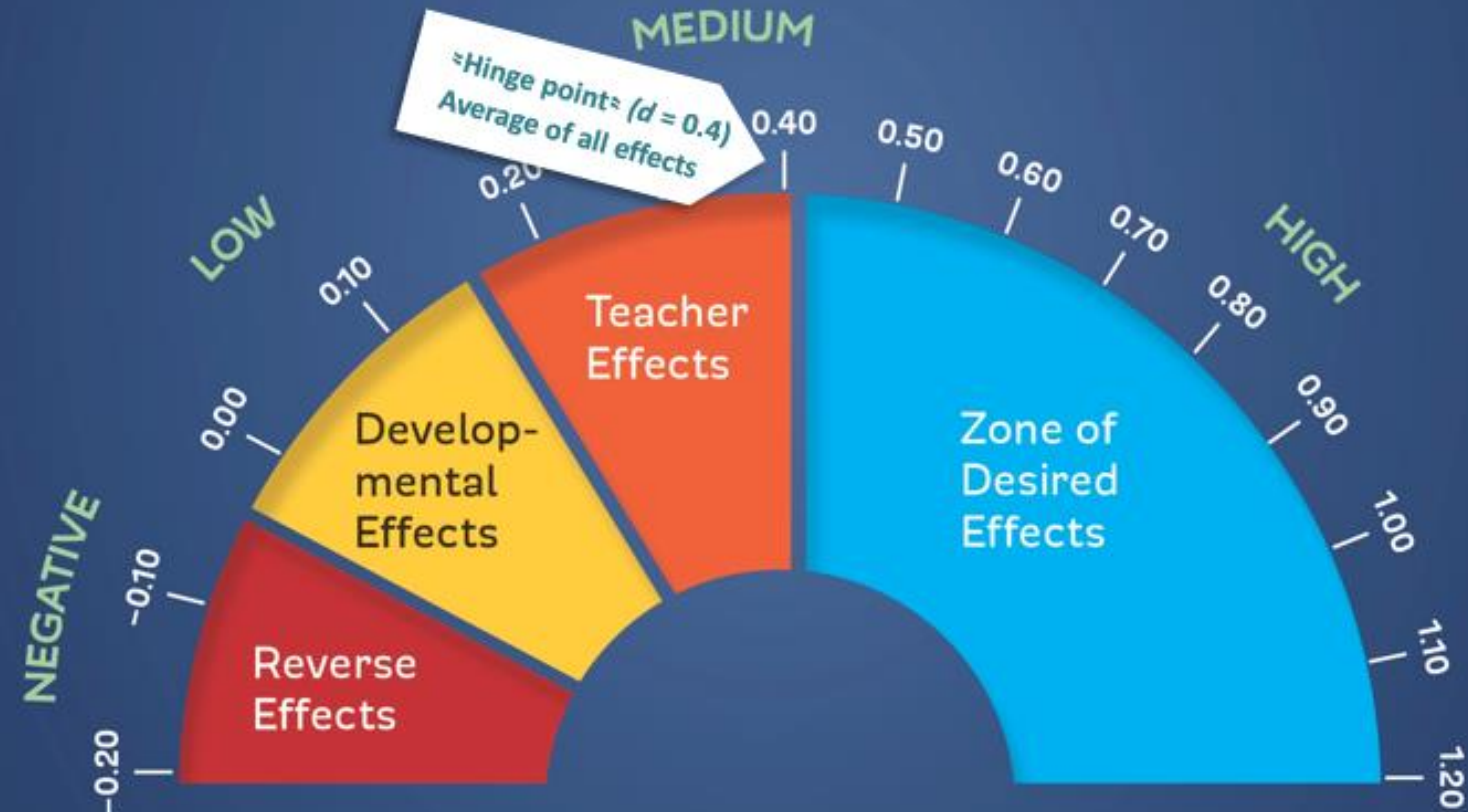 MEDIUM
≈Hinge point≈ (d = 0.4)
Average of all effects
0.40
0.50
0.60
0.70
0.80
0.90
1.00
1.10
1.20
HIGH
0.20
LOW
0.10
0.00
NEGATIVE
-0.10
-0.20
Teacher
Effects
Develop-
mental
Effects
Zone of
Desired
Effects
Reverse
Effects